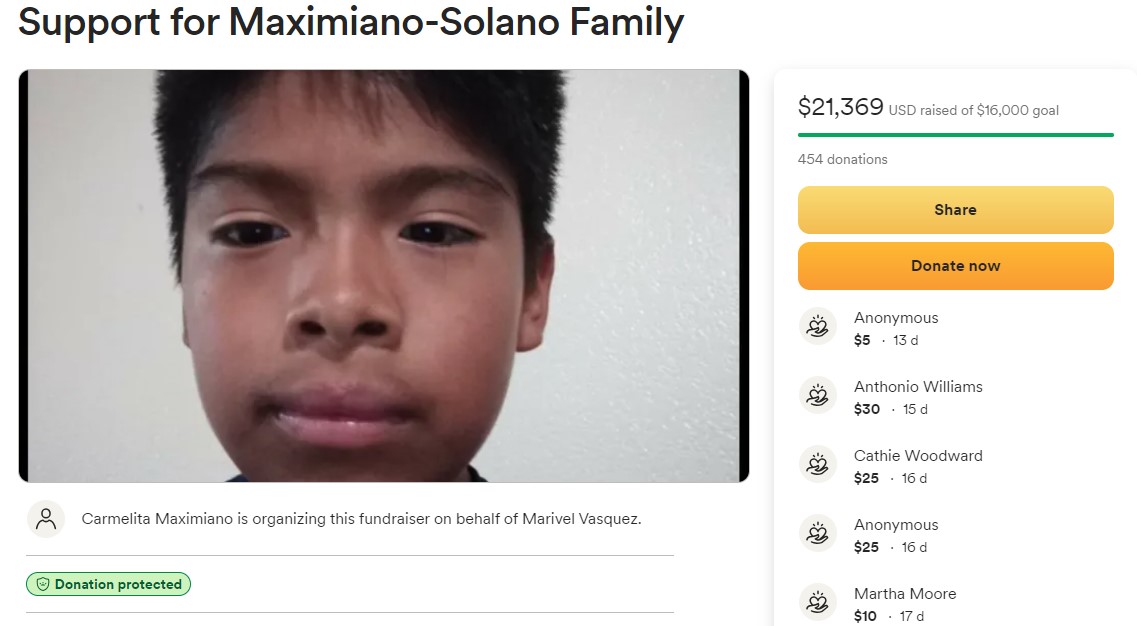 Support for Maximiano-Solano Family
$21,369 USD raised of $16,000 goal
454 donations
Share
Donate now
Anonymous
$5 · 13 d
Anthonio Williams
$30 · 15 d
Cathie Woodward
$25 · 16 d
Anonymous
$25 · 16 d
Martha Moore
$10 · 17 d
Carmelita Maximiano is organizing this fundraiser on behalf of Marivel Vasquez.
Donation protected